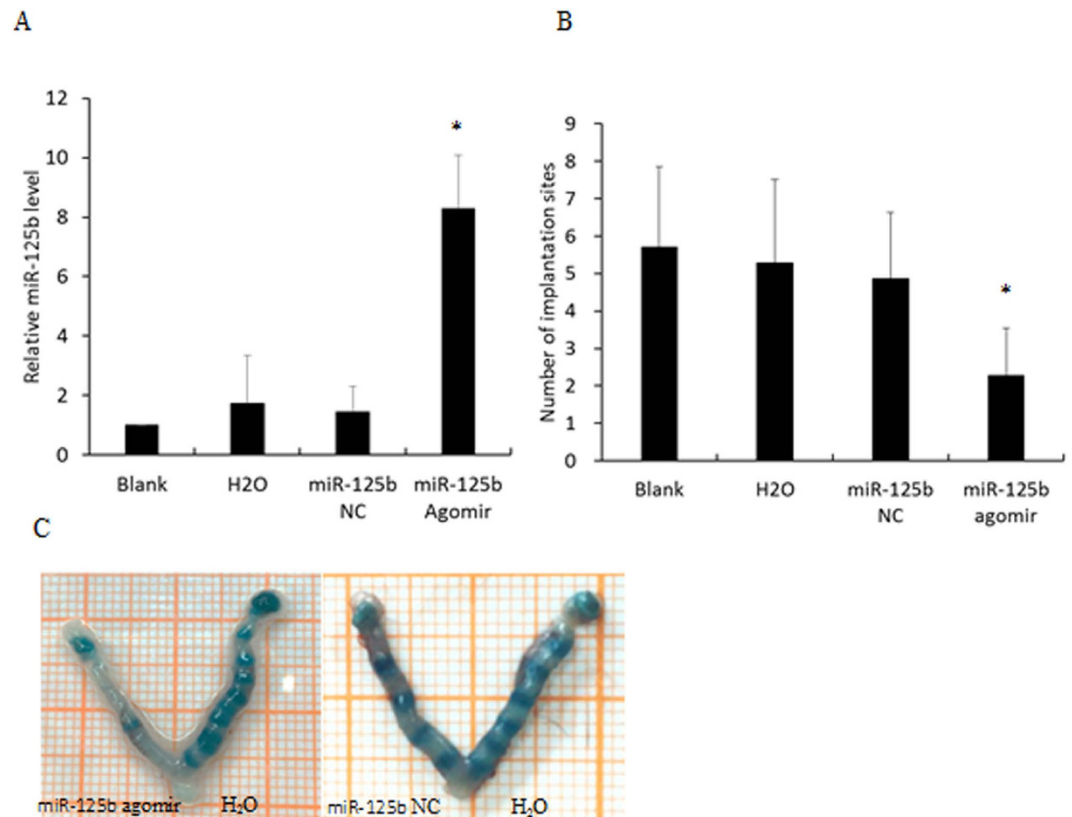 A
Relative miR-125b level
12
10
8
6
4
2
0
*
Blank
H2O
miR-125b
NC
miR-125b
Agomir
B
Number of implantation sites
9
8
7
6
5
4
3
2
1
0
*
Blank
H2O
miR-125b
NC
miR-125b
agomir
C
miR-125b agomir
H₂O
miR-125b NC
H₂O